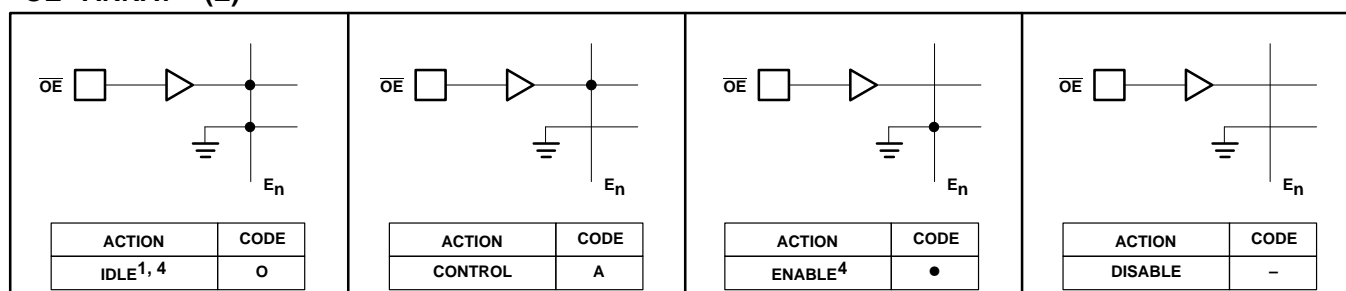 OE ARRAY – (E)
OE
En
ACTION CODE
IDLE1, 4 O
OE
En
ACTION CODE
CONTROL A
OE
En
ACTION CODE
ENABLE4 ●
OE
En
ACTION CODE
DISABLE –